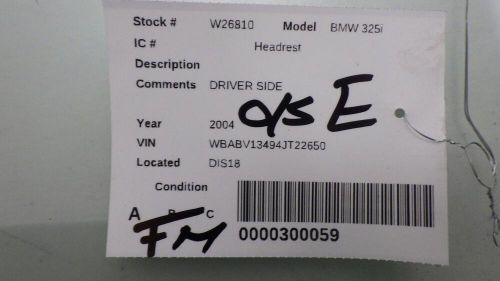 Stock # W26810 Model BMW 325i
IC # Headrest
Description
Comments DRIVER SIDE
d/s E
Year 2004
VIN WBABV13494JT22650
Located DIS18
Condition
A B C
FM
0000300059